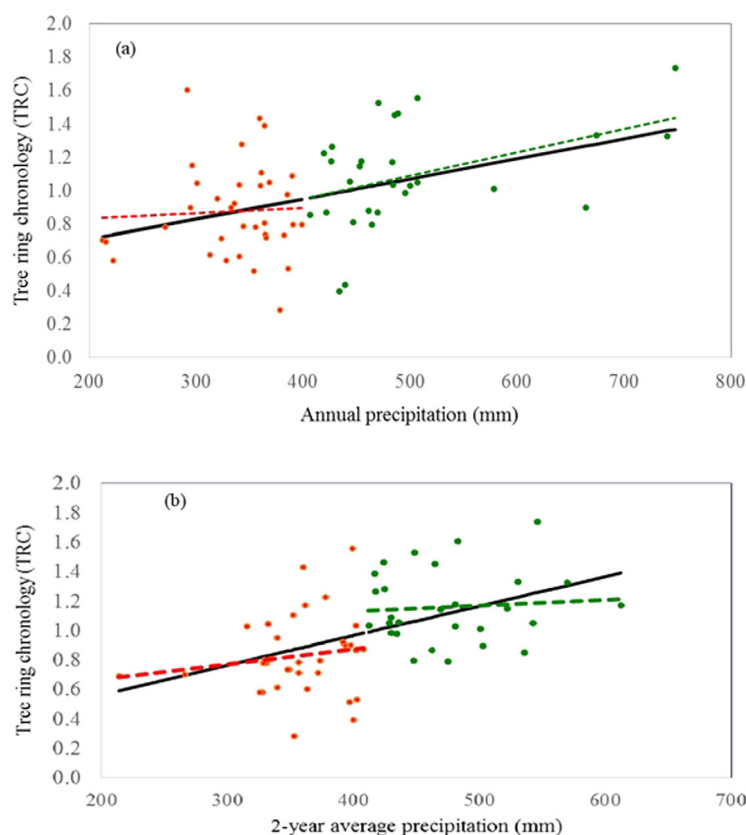 2.0
(a)
1.8
1.6
1.4
1.2
1.0
0.8
0.6
0.4
0.2
0.0
Tree ring chronology (TRC)
200 300 400 500 600 700 800
Annual precipitation (mm)
2.0
(b)
1.8
1.6
1.4
1.2
1.0
0.8
0.6
0.4
0.2
0.0
Tree ring chronology (TRC)
200 300 400 500 600 700
2-year average precipitation (mm)